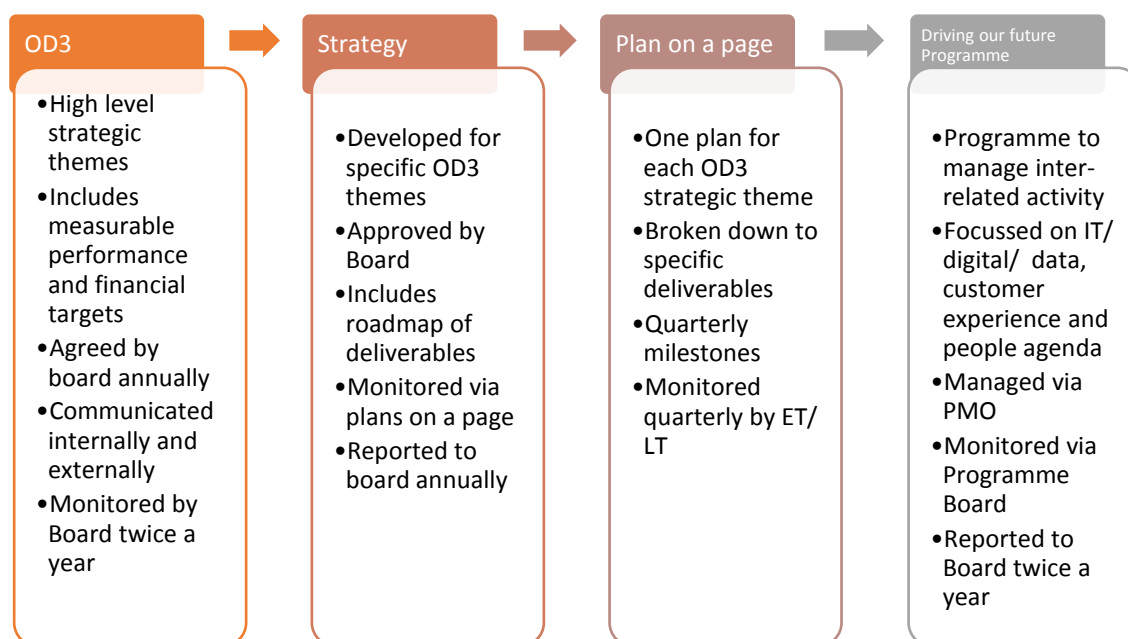 OD3
•High level
strategic
themes
•Includes
measurable
performance
and financial
targets
•Agreed by
board annually
•Communicated
internally and
externally
•Monitored by
Board twice a
year
Strategy
•Developed for
specific OD3
themes
•Approved by
Board
•Includes
roadmap of
deliverables
•Monitored via
plans on a page
•Reported to
board annually
Plan on a page
•One plan for
each OD3
strategic theme
•Broken down to
specific
deliverables
•Quarterly
milestones
•Monitored
quarterly by ET/
LT
Driving our future
Programme
•Programme to
manage inter-
related activity
•Focussed on IT/
digital/ data,
customer
experience and
people agenda
•Managed via
PMO
•Monitored via
Programme
Board
•Reported to
Board twice a
year